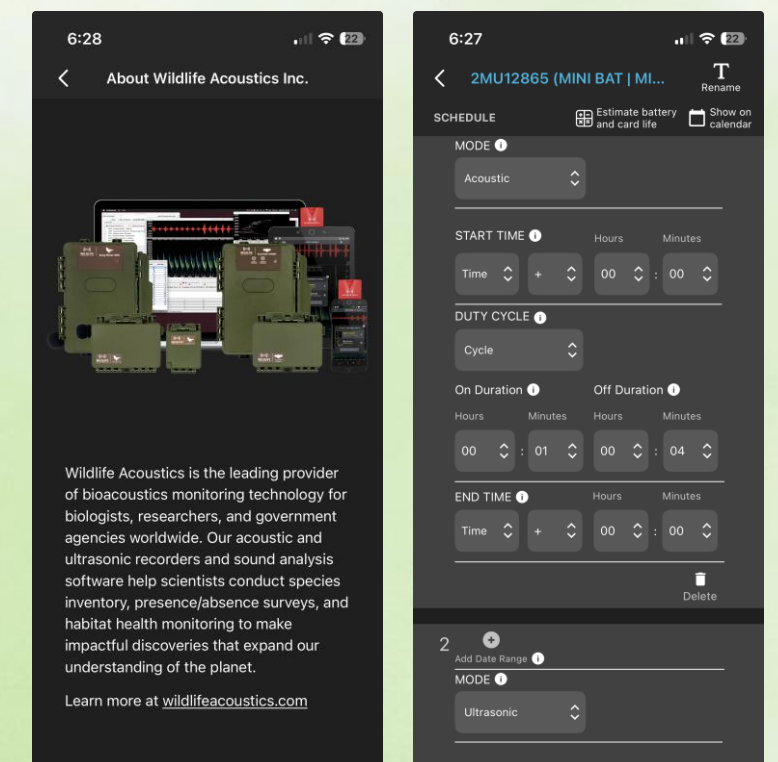 6:28
22
About Wildlife Acoustics Inc.
Wildlife Acoustics is the leading provider
of bioacoustics monitoring technology for
biologists, researchers, and government
agencies worldwide. Our acoustic and
ultrasonic recorders and sound analysis
software help scientists conduct species
inventory, presence/absence surveys, and
habitat health monitoring to make
impactful discoveries that expand our
understanding of the planet.
Learn more at wildlifeacoustics.com
6:27
22
2MU12865 (MINI BAT | MI...
T
Rename
SCHEDULE
Estimate battery
and card life
Show on
calendar
MODE
Acoustic
START TIME Hours Minutes
Time + 00 : 00
DUTY CYCLE
Cycle
On Duration Off Duration
Hours Minutes Hours Minutes
00 : 01 00 : 04
END TIME Hours Minutes
Time + 00 : 00
Delete
2
Add Date Range
MODE
Ultrasonic